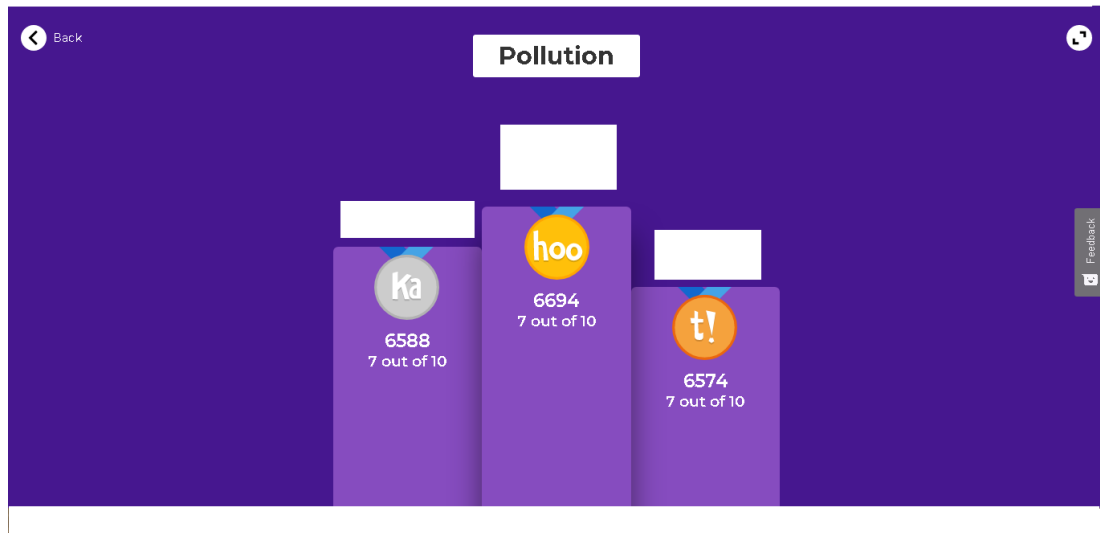 Back
Pollution
hoo
6694
7 out of 10
Ka
6588
7 out of 10
t!
6574
7 out of 10
Feedback